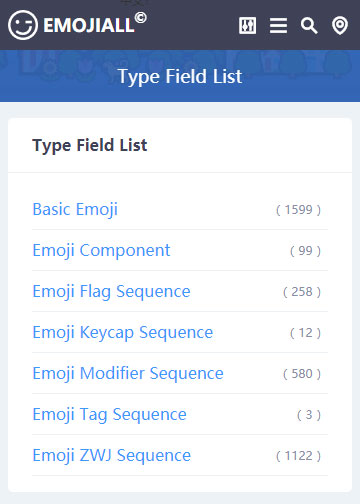 EMOJIALL©
Type Field List
Type Field List
Basic Emoji ( 1599 )
Emoji Component ( 99 )
Emoji Flag Sequence ( 258 )
Emoji Keycap Sequence ( 12 )
Emoji Modifier Sequence ( 580 )
Emoji Tag Sequence ( 3 )
Emoji ZWJ Sequence ( 1122 )